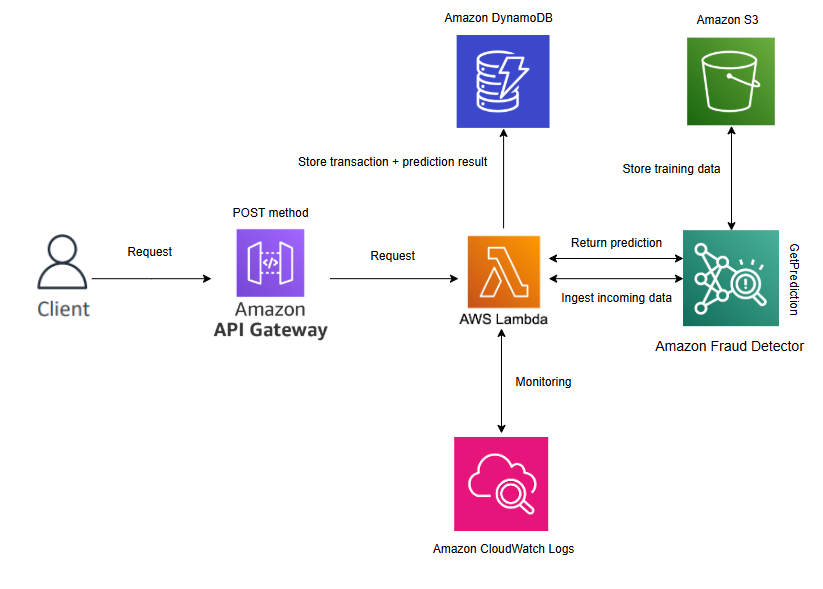 Amazon DynamoDB
Amazon S3
Store transaction + prediction result
Store training data
POST method
Request
Request
Return prediction
Ingest incoming data
GetPrediction
Client
Amazon
API Gateway
AWS Lambda
Amazon Fraud Detector
Monitoring
Amazon CloudWatch Logs